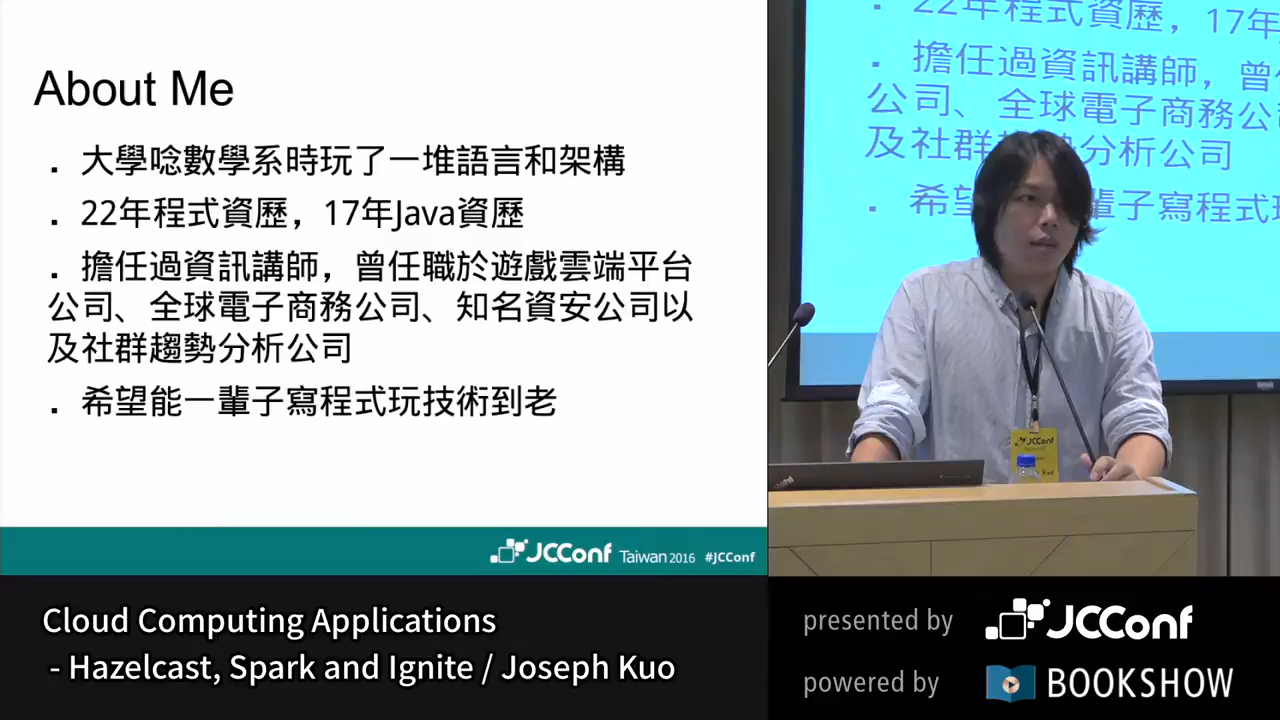 About Me
. 大學唸數學系時玩了一堆語言和架構
. 22年程式資歷，17年Java資歷
. 擔任過資訊講師，曾任職於遊戲雲端平台
公司、全球電子商務公司、知名資安公司以
及社群趨勢分析公司
. 希望能一輩子寫程式玩技術到老
JCConf Taiwan 2016 #JCConf
. 22年程式資歷，17年
. 擔任過資訊講師，曾
公司、全球電子商務公
及社群 分析公司
. 希 輩子寫程式
JCConf
Cloud Computing Applications
- Hazelcast, Spark and Ignite / Joseph Kuo
presented by JCConf
powered by BOOKSHOW